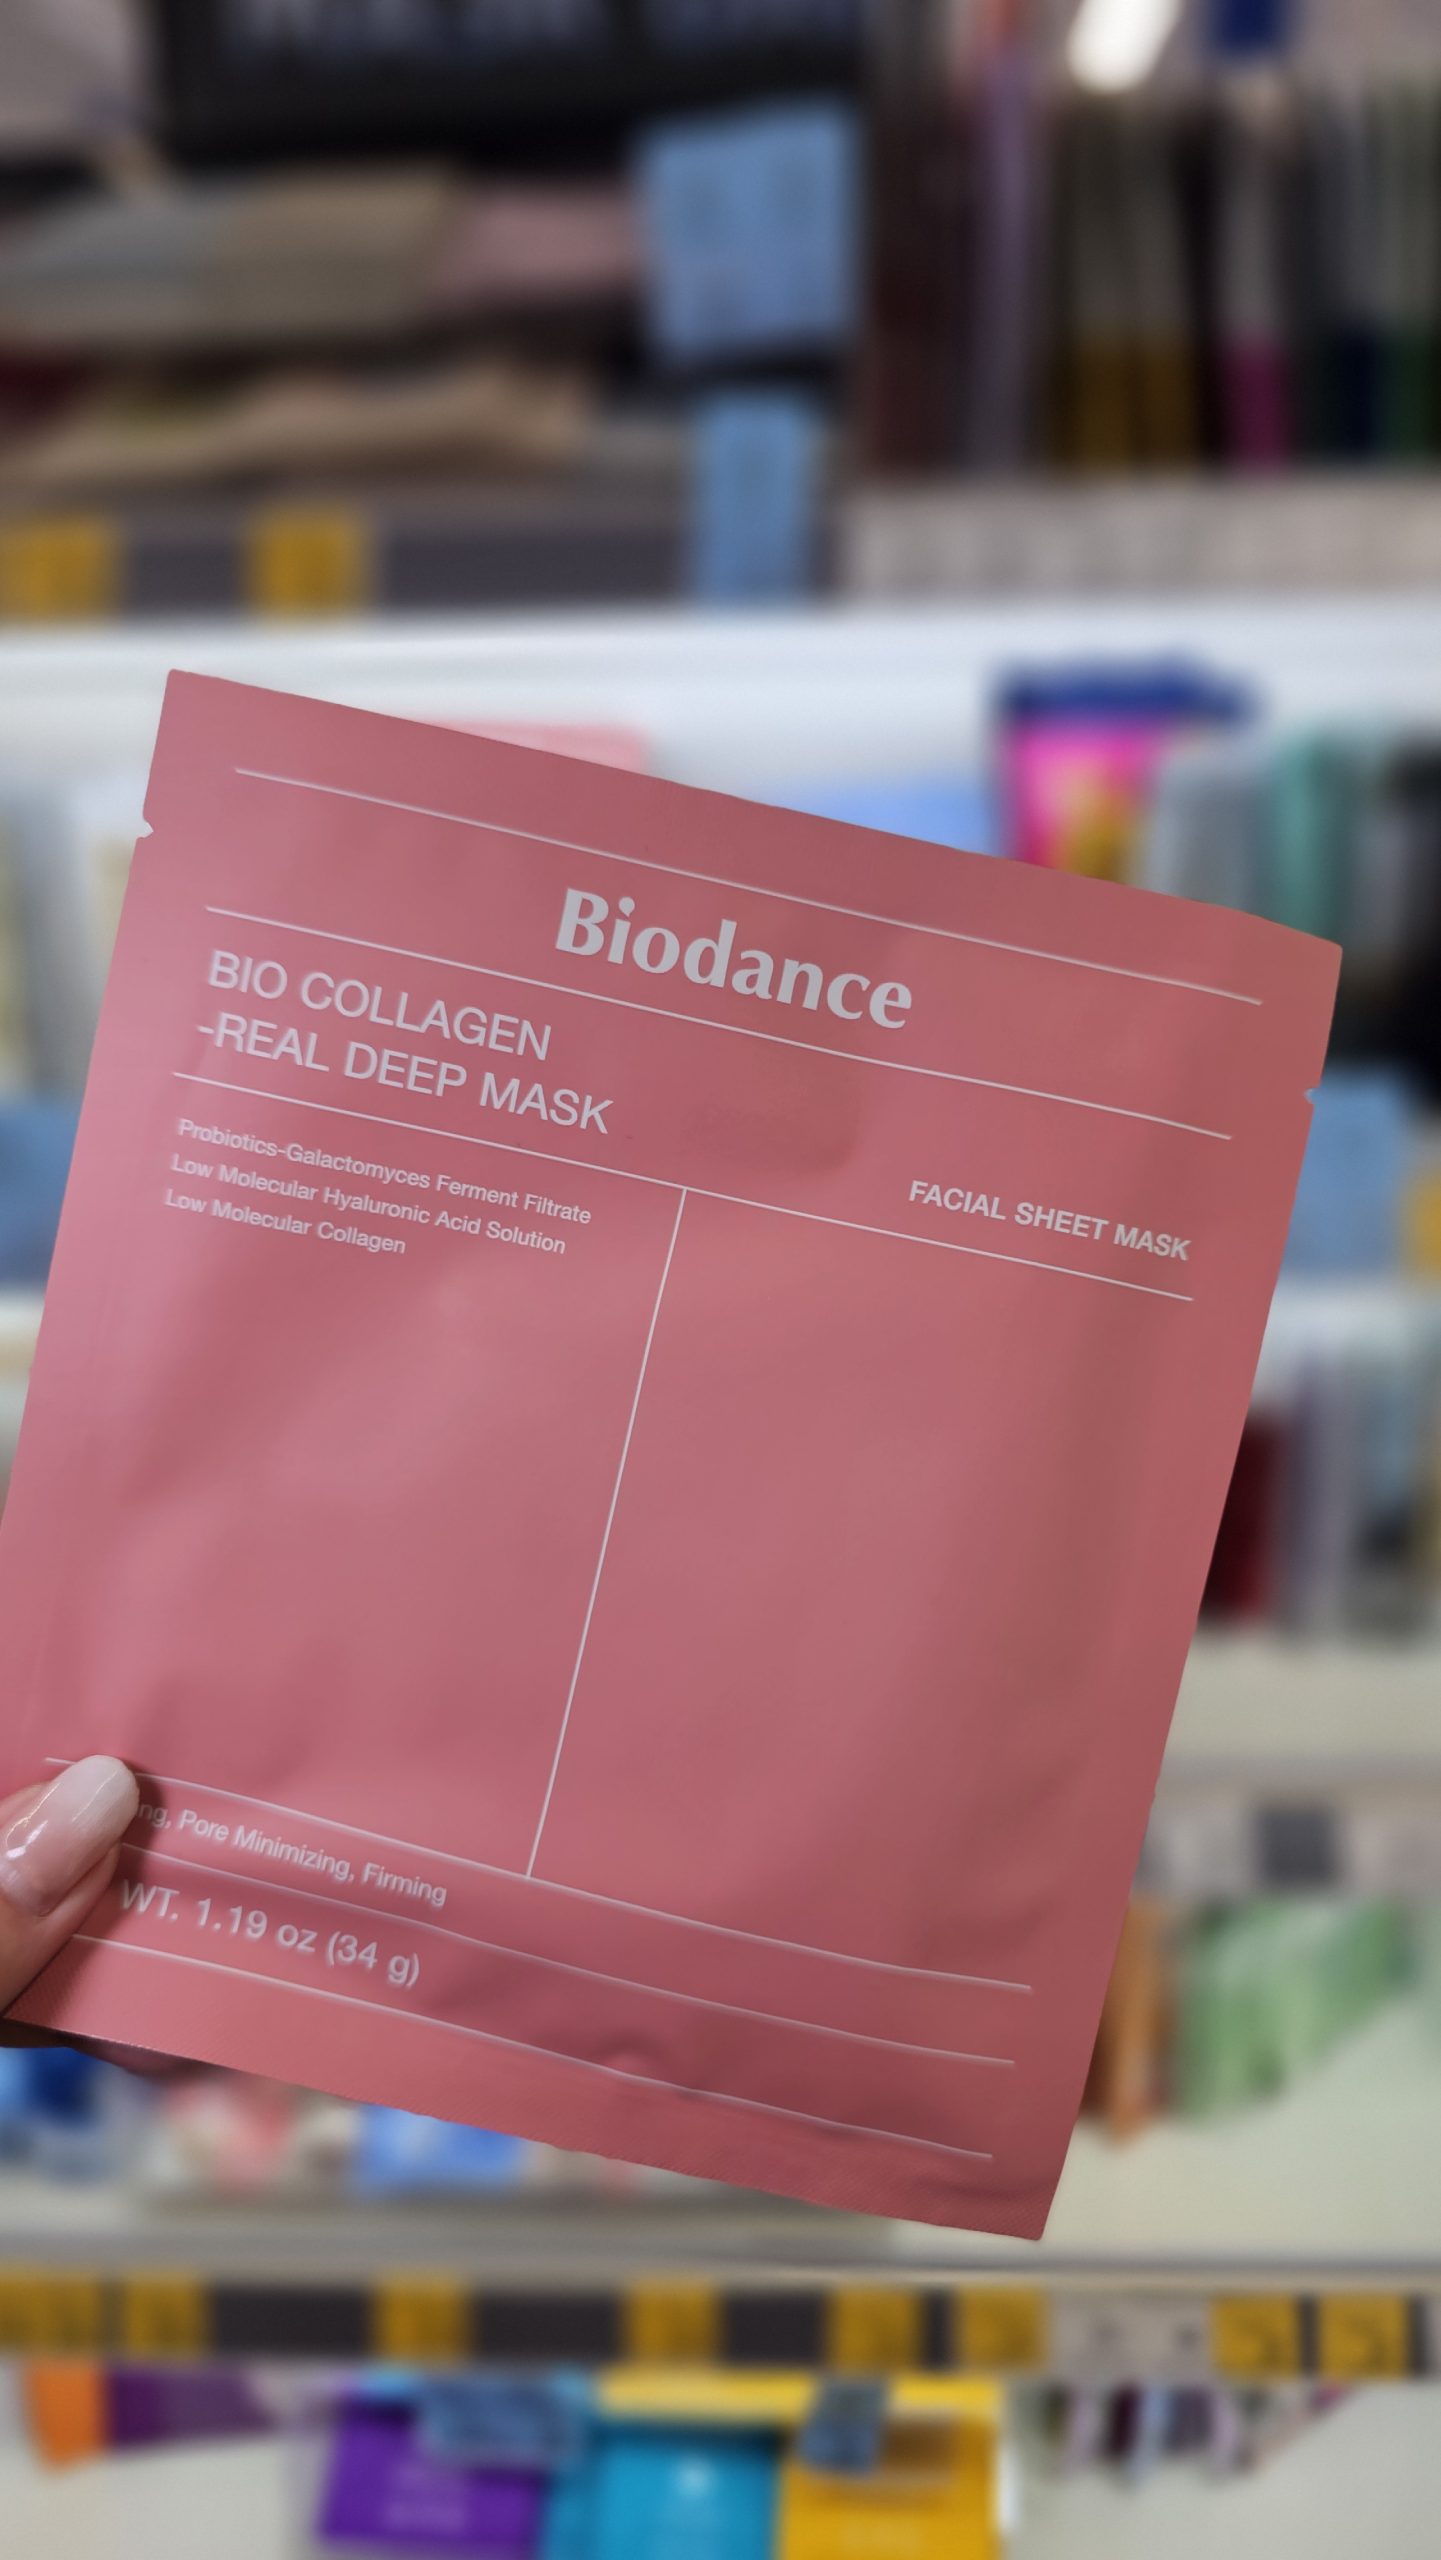 Biodance
BIO COLLAGEN
-REAL DEEP MASK
FACIAL SHEET MASK
Probiotics-Galactomyces Ferment Filtrate
Low Molecular Hyaluronic Acid Solution
Low Molecular Collagen
Pore Minimizing, Firming
WT. 1.19 oz (34 g)